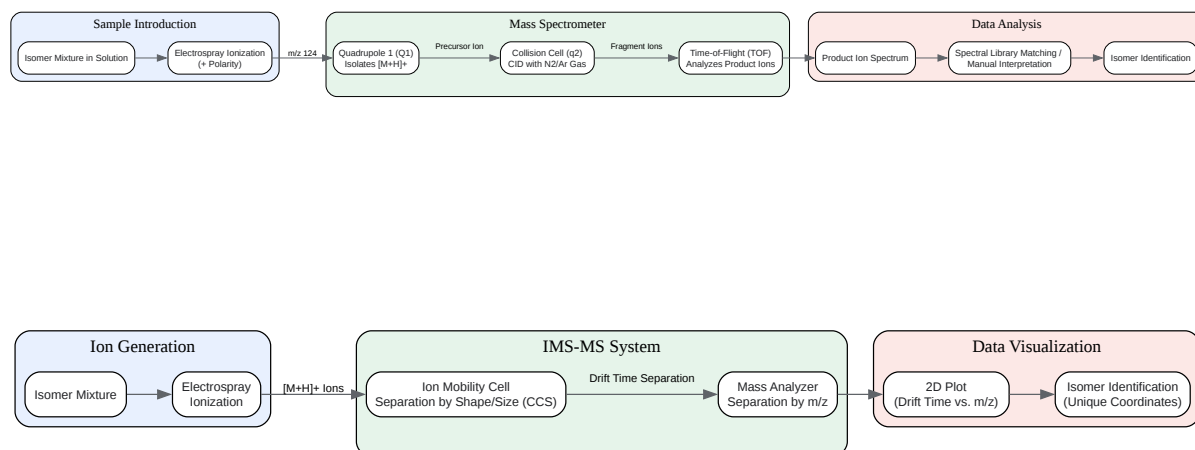 Sample Introduction
Isomer Mixture in Solution
Electrospray Ionization
(+ Polarity)
m/z 124
Mass Spectrometer
Quadrupole 1 (Q1)
Isolates [M+H]+
Precursor Ion
Collision Cell (q2)
CID with N2/Ar Gas
Fragment Ions
Time-of-Flight (TOF)
Analyzes Product Ions
Data Analysis
Product Ion Spectrum
Spectral Library Matching /
Manual Interpretation
Isomer Identification
Ion Generation
Isomer Mixture
Electrospray
Ionization
[M+H]+ Ions
IMS-MS System
Ion Mobility Cell
Separation by Shape/Size (CCS)
Drift Time Separation
Mass Analyzer
Separation by m/z
Data Visualization
2D Plot
(Drift Time vs. m/z)
Isomer Identification
(Unique Coordinates)